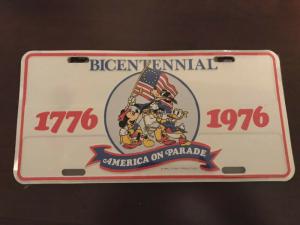 BICENTENNIAL
1776 1976
AMERICA ON PARADE